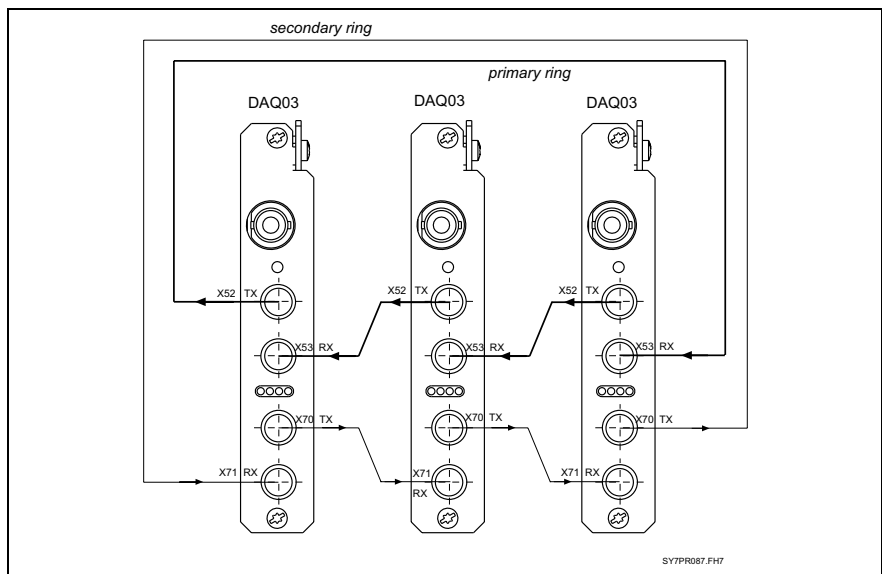 secondary ring
primary ring
DAQ03 DAQ03 DAQ03
X52 TX X52 TX X52 TX
X53 RX X53 RX X53 RX
X70 TX X70 TX X70 TX
X71 RX X71 X71 RX
RX
SY7PR087.FH7